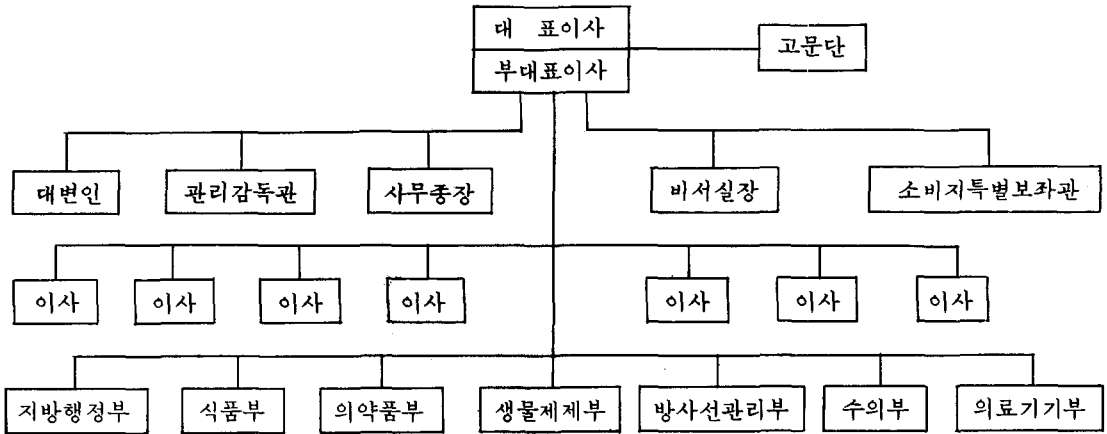 대 표이사
부대표이사
고문단
대변인
관리감독관
사무총장
비서실장
소비지특별보좌관
이사
이사
이사
이사
이사
이사
이사
지방행정부
식품부
의약품부
생물제제부
방사선관리부
수의부
의료기기부